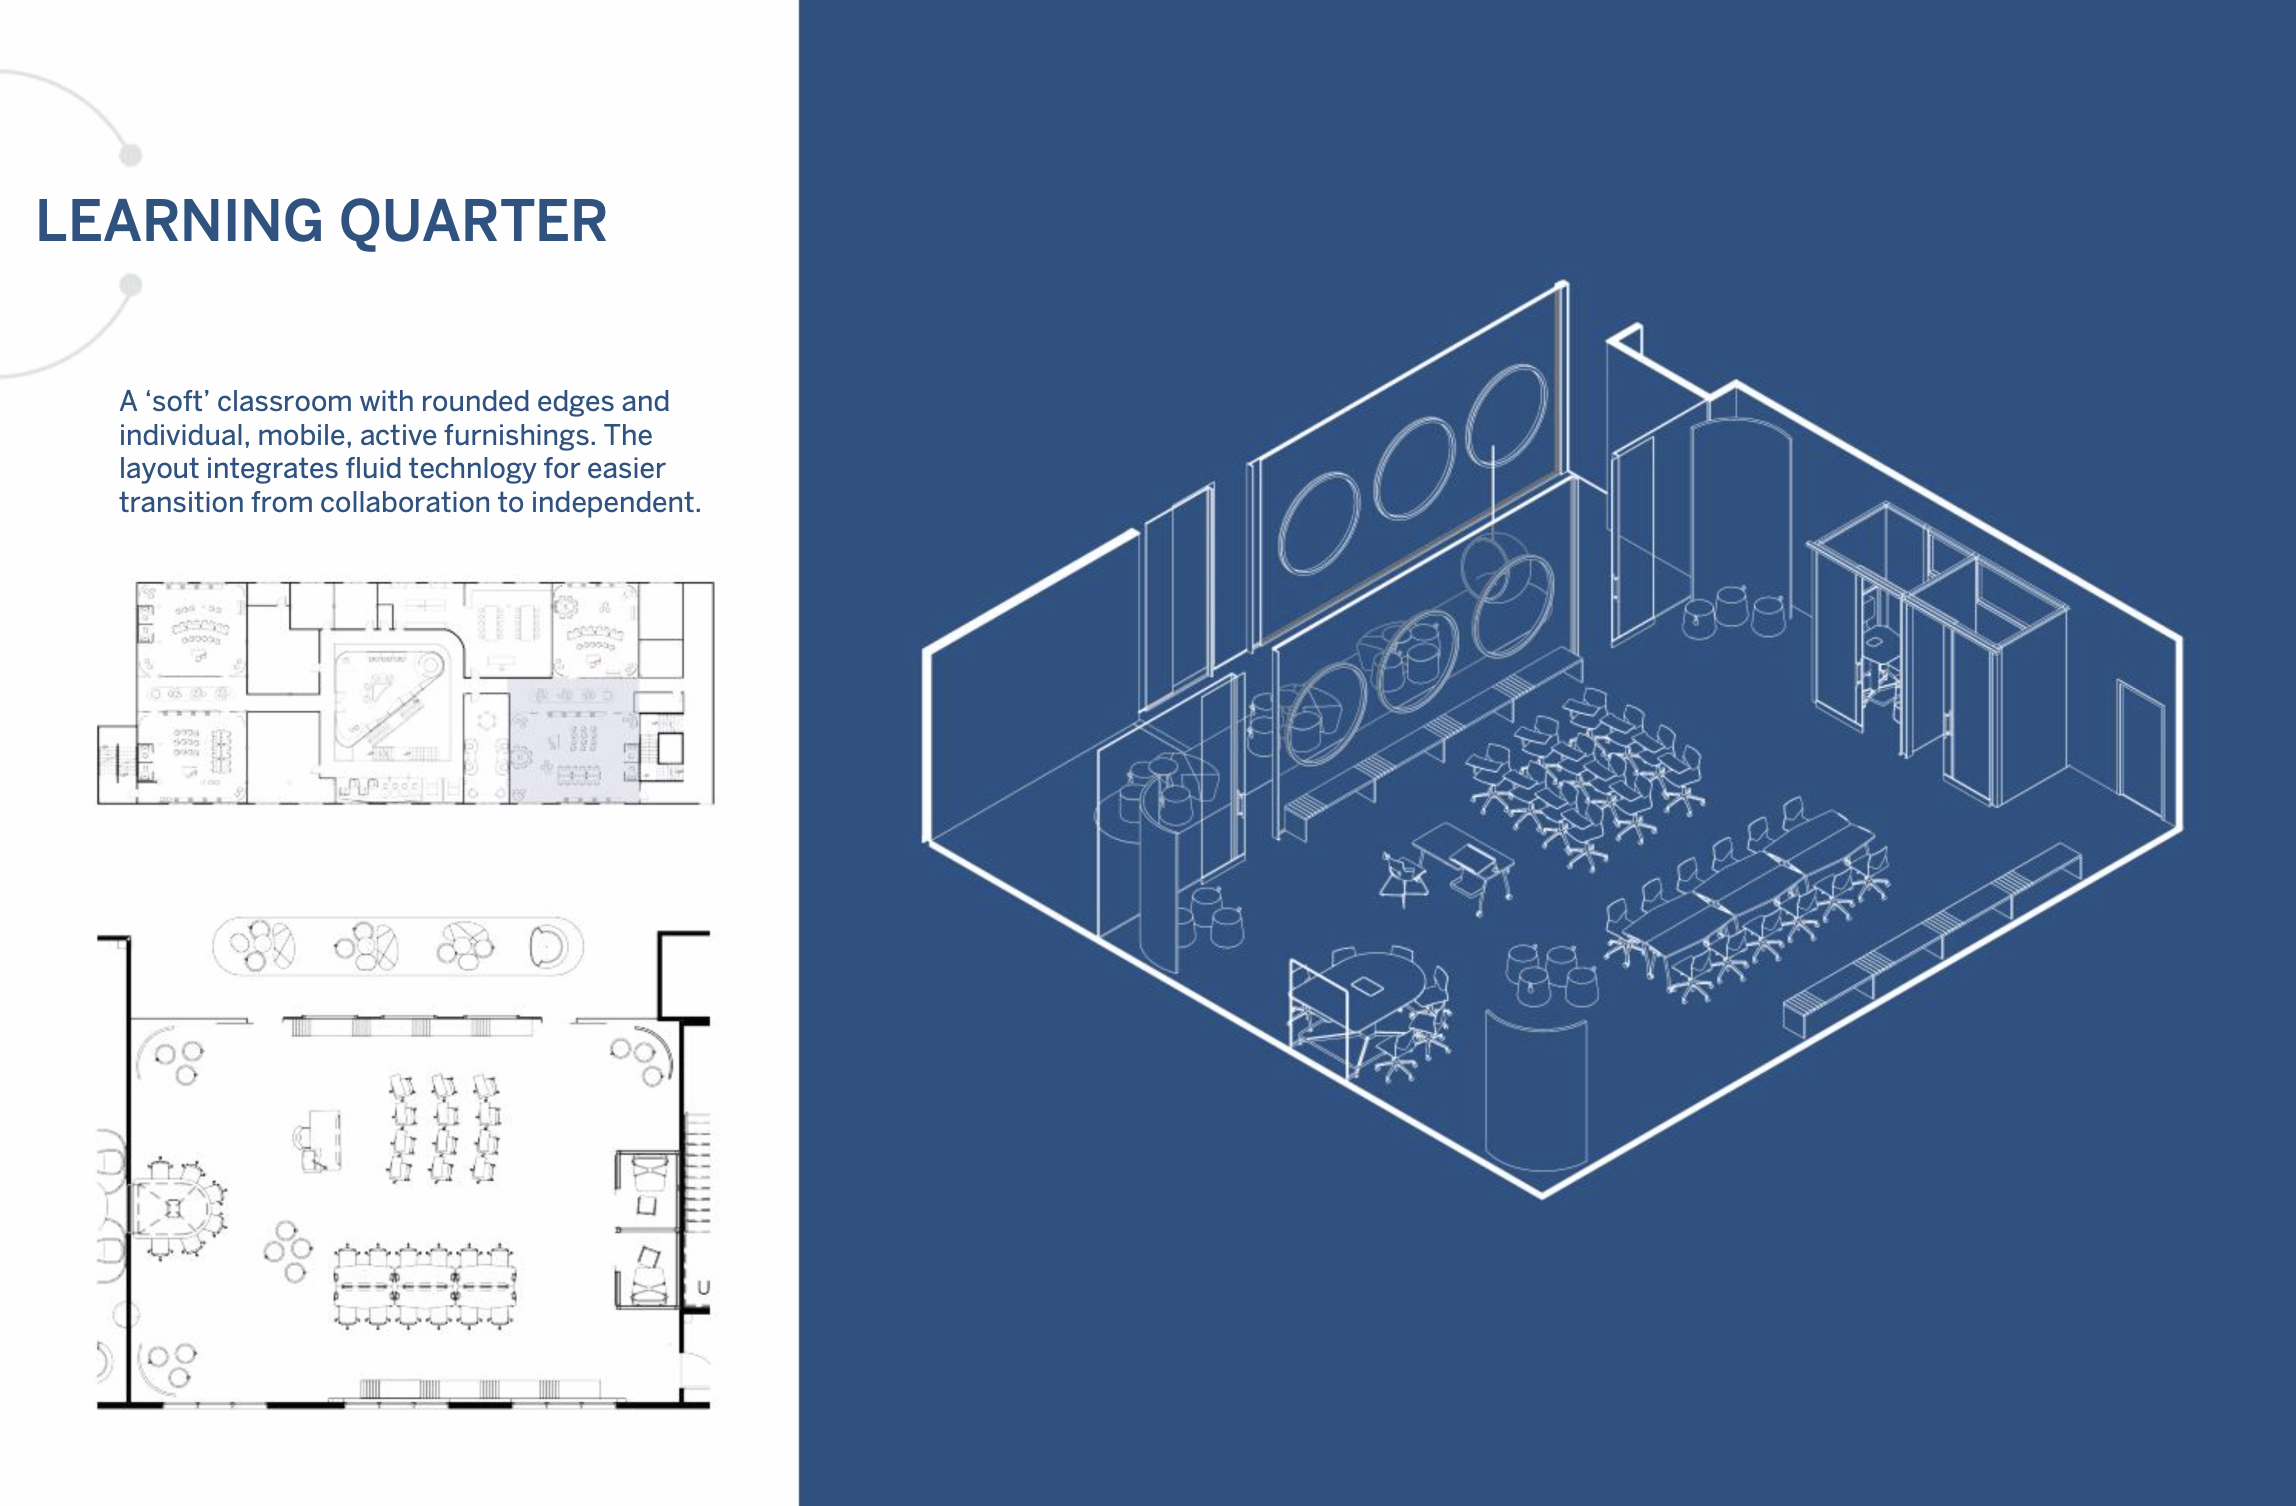 LEARNING QUARTER
A ‘soft’ classroom with rounded edges and
individual, mobile, active furnishings. The
layout integrates fluid technlogy for easier
transition from collaboration to independent.
U